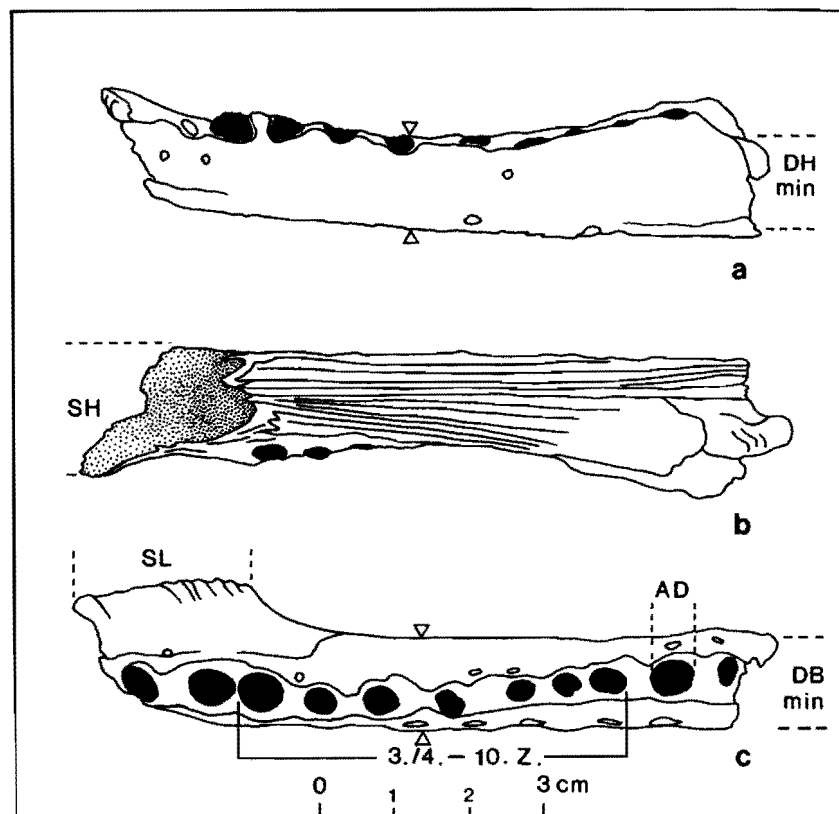 DH
min
a
SH
b
SL
AD
DB
min
3./4. – 10. Z.
c
0 1 2 3 cm